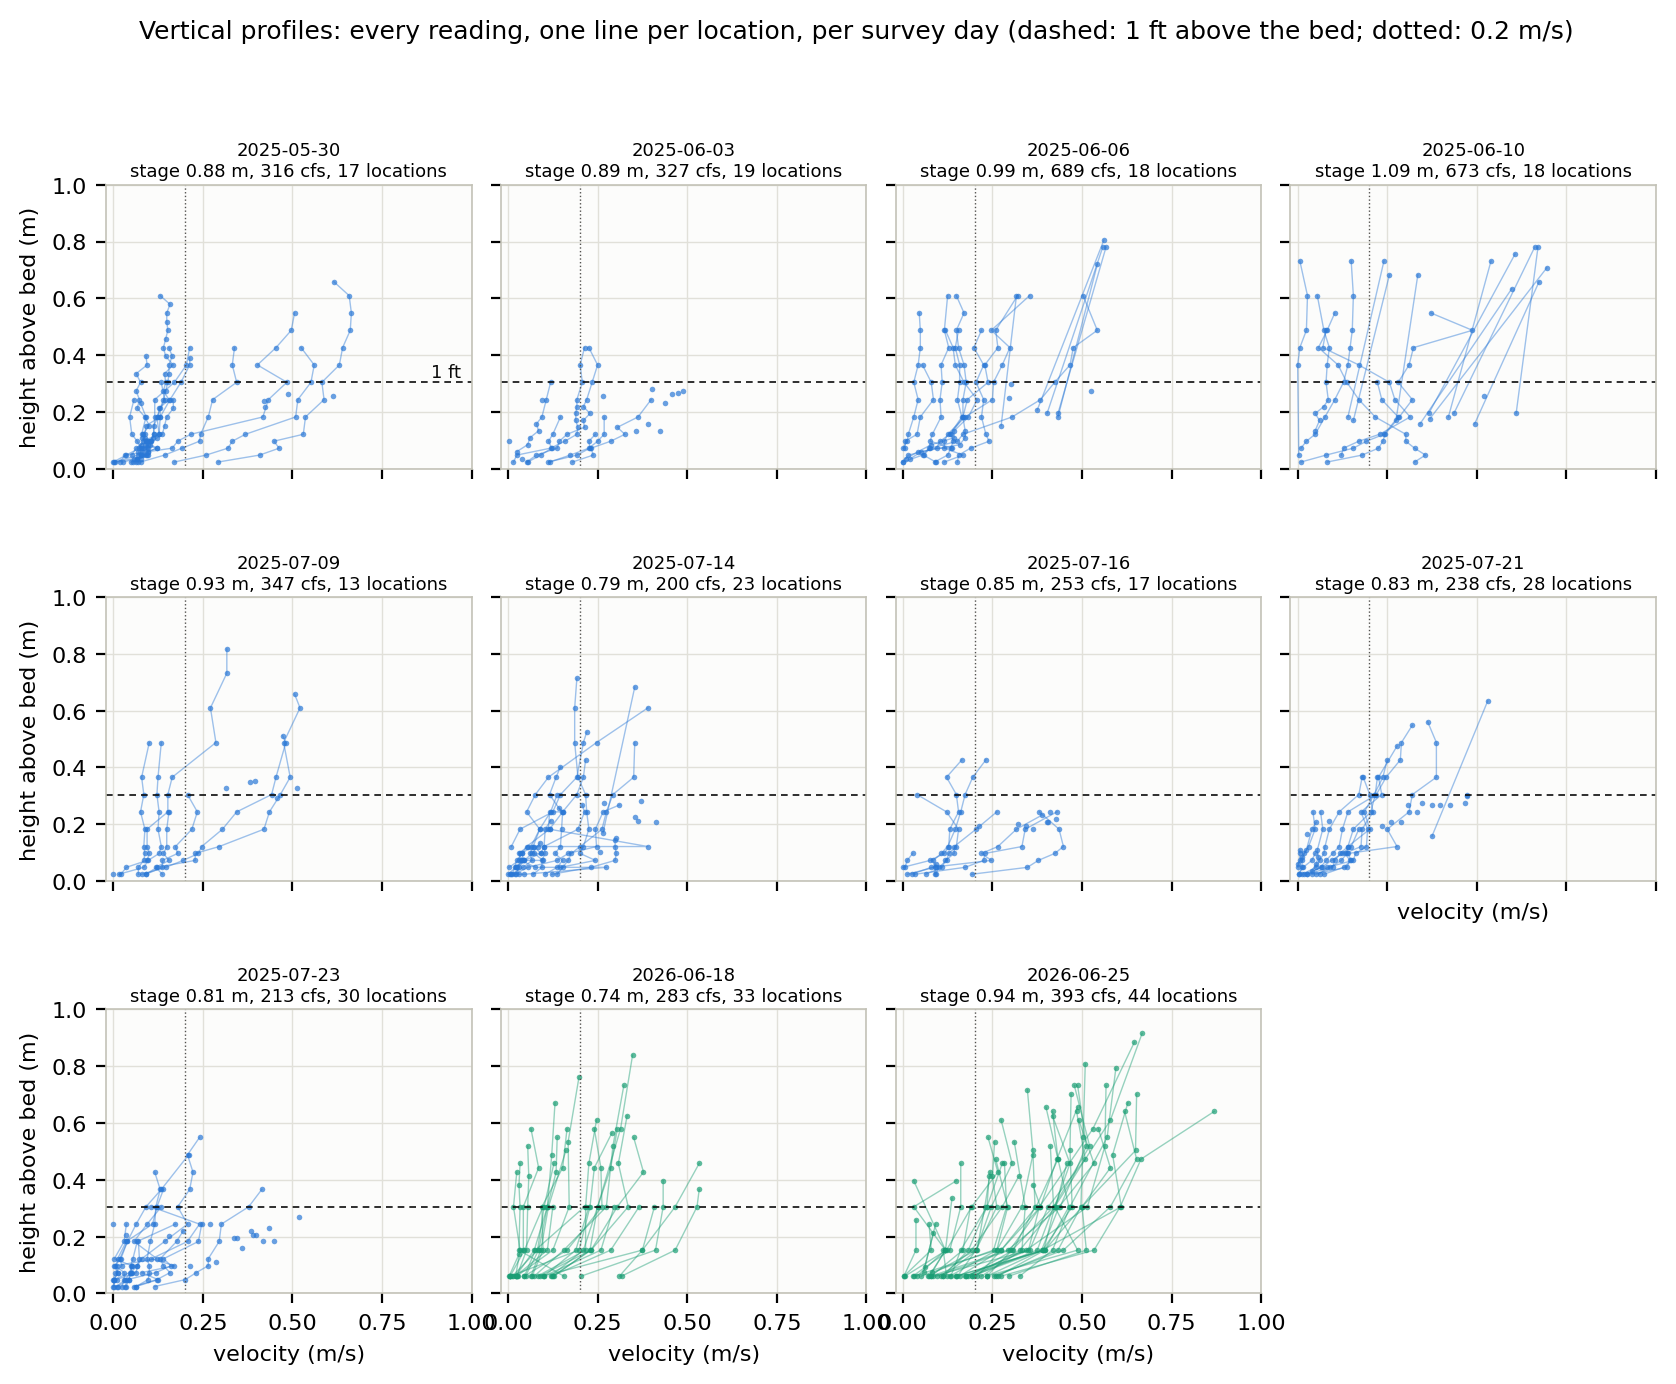 Vertical profiles: every reading, one line per location, per survey day (dashed: 1 ft above the bed; dotted: 0.2 m/s)
2025-05-30
stage 0.88 m, 316 cfs, 17 locations
2025-06-03
stage 0.89 m, 327 cfs, 19 locations
2025-06-06
stage 0.99 m, 689 cfs, 18 locations
2025-06-10
stage 1.09 m, 673 cfs, 18 locations
1.0
0.8
0.6
0.4
0.2
0.0
height above bed (m)
1 ft
2025-07-09
stage 0.93 m, 347 cfs, 13 locations
2025-07-14
stage 0.79 m, 200 cfs, 23 locations
2025-07-16
stage 0.85 m, 253 cfs, 17 locations
2025-07-21
stage 0.83 m, 238 cfs, 28 locations
1.0
0.8
0.6
0.4
0.2
0.0
height above bed (m)
velocity (m/s)
2025-07-23
stage 0.81 m, 213 cfs, 30 locations
2026-06-18
stage 0.74 m, 283 cfs, 33 locations
2026-06-25
stage 0.94 m, 393 cfs, 44 locations
1.0
0.8
0.6
0.4
0.2
0.0
height above bed (m)
0.00 0.25 0.50 0.75 1.00
0.00 0.25 0.50 0.75 1.00
0.00 0.25 0.50 0.75 1.00
velocity (m/s)
velocity (m/s)
velocity (m/s)